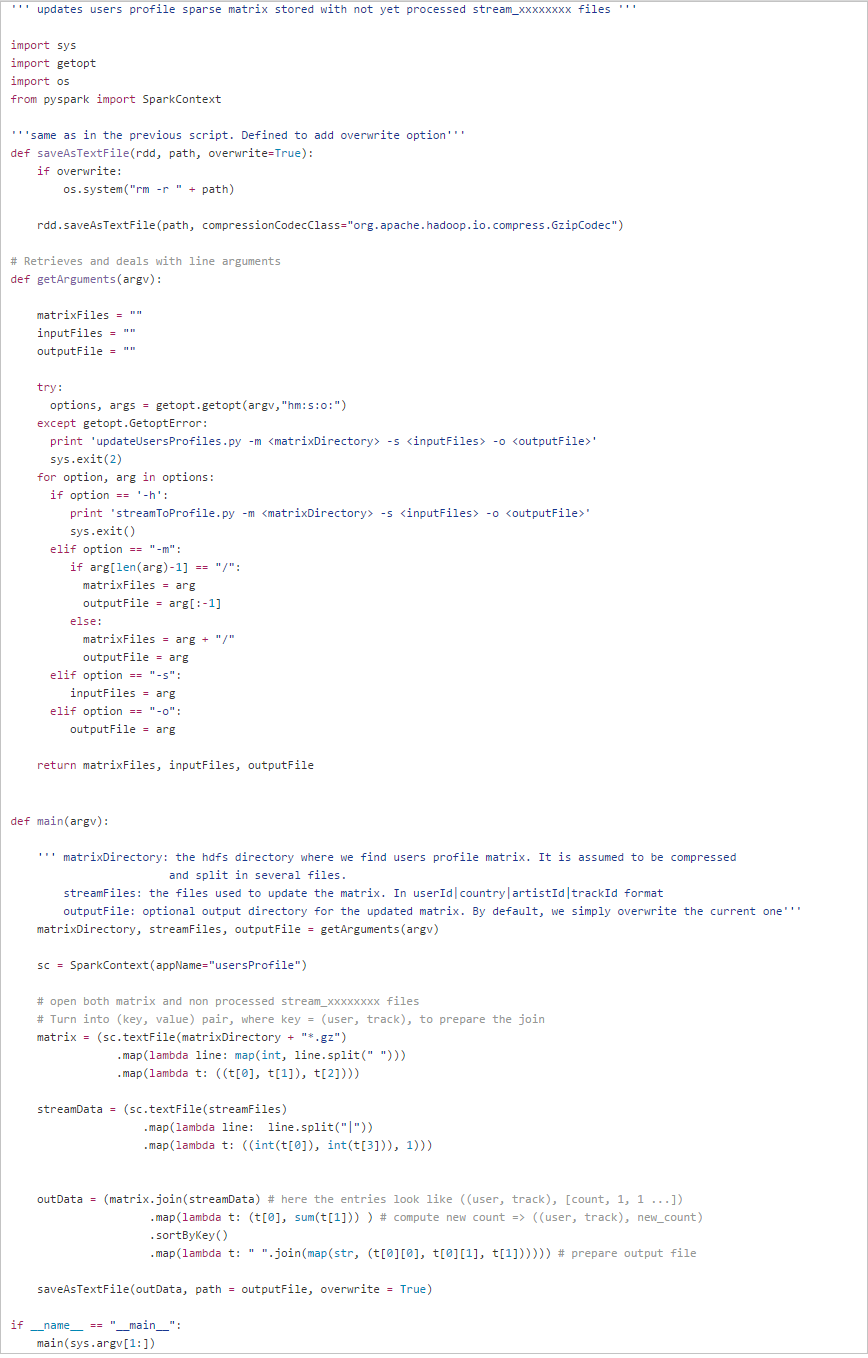 ''' updates users profile sparse matrix stored with not yet processed stream_xxxxxxxx files '''

import sys
import getopt
import os
from pyspark import SparkContext

'''same as in the previous script. Defined to add overwrite option'''
def saveAsTextFile(rdd, path, overwrite=True):
    if overwrite:
        os.system("rm -r " + path)

    rdd.saveAsTextFile(path, compressionCodecClass="org.apache.hadoop.io.compress.GzipCodec")

# Retrieves and deals with line arguments
def getArguments(argv):

    matrixFiles = ""
    inputFiles = ""
    outputFile = ""

    try:
      options, args = getopt.getopt(argv,"hm:s:o:")
    except getopt.GetoptError:
      print 'updateUsersProfiles.py -m <matrixDirectory> -s <inputFiles> -o <outputFile>'
      sys.exit(2)
    for option, arg in options:
      if option == '-h':
         print 'streamToProfile.py -m <matrixDirectory> -s <inputFiles> -o <outputFile>'
         sys.exit()
      elif option == "-m":
         if arg[len(arg)-1] == "/":
           matrixFiles = arg
           outputFile = arg[:-1]
         else:
           matrixFiles = arg + "/"
           outputFile = arg
      elif option == "-s":
         inputFiles = arg
      elif option == "-o":
         outputFile = arg

    return matrixFiles, inputFiles, outputFile


def main(argv):

    ''' matrixDirectory: the hdfs directory where we find users profile matrix. It is assumed to be compressed
                        and split in several files.
        streamFiles: the files used to update the matrix. In userId|country|artistId|trackId format
        outputFile: optional output directory for the updated matrix. By default, we simply overwrite the current one'''
    matrixDirectory, streamFiles, outputFile = getArguments(argv)

    sc = SparkContext(appName="usersProfile")

    # open both matrix and non processed stream_xxxxxxxx files
    # Turn into (key, value) pair, where key = (user, track), to prepare the join
    matrix = (sc.textFile(matrixDirectory + "*.gz")
                .map(lambda line: map(int, line.split(" ")))
                .map(lambda t: ((t[0], t[1]), t[2])))

    streamData = (sc.textFile(streamFiles)
                    .map(lambda line:  line.split("|"))
                    .map(lambda t: ((int(t[0]), int(t[3])), 1)))


    outData = (matrix.join(streamData) # here the entries look like ((user, track), [count, 1, 1 ...])
                     .map(lambda t: (t[0], sum(t[1])) ) # compute new count => ((user, track), new_count)
                     .sortByKey()
                     .map(lambda t: " ".join(map(str, (t[0][0], t[0][1], t[1]))))) # prepare output file

    saveAsTextFile(outData, path = outputFile, overwrite = True)

if __name__ == "__main__":
    main(sys.argv[1:])